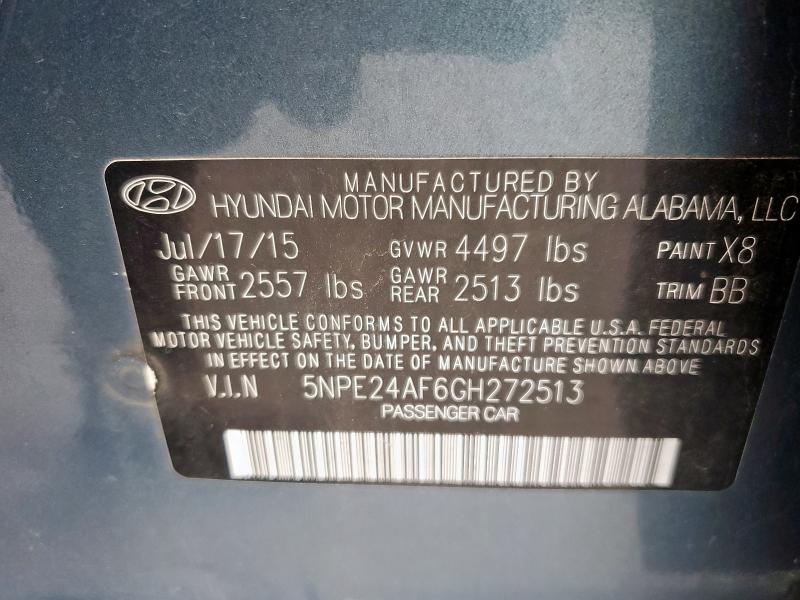 MANUFACTURED BY
HYUNDAI MOTOR MANUFACTURING ALABAMA, LLC
Jul/17/15 GVWR 4497 lbs PAINT X8
GAWR FRONT 2557 lbs GAWR REAR 2513 lbs TRIM BB
THIS VEHICLE CONFORMS TO ALL APPLICABLE U.S.A. FEDERAL
MOTOR VEHICLE SAFETY, BUMPER, AND THEFT PREVENTION STANDARDS
IN EFFECT ON THE DATE OF MANUFACTURE SHOWN ABOVE.
V.I.N 5NPE24AF6GH272513
PASSENGER CAR